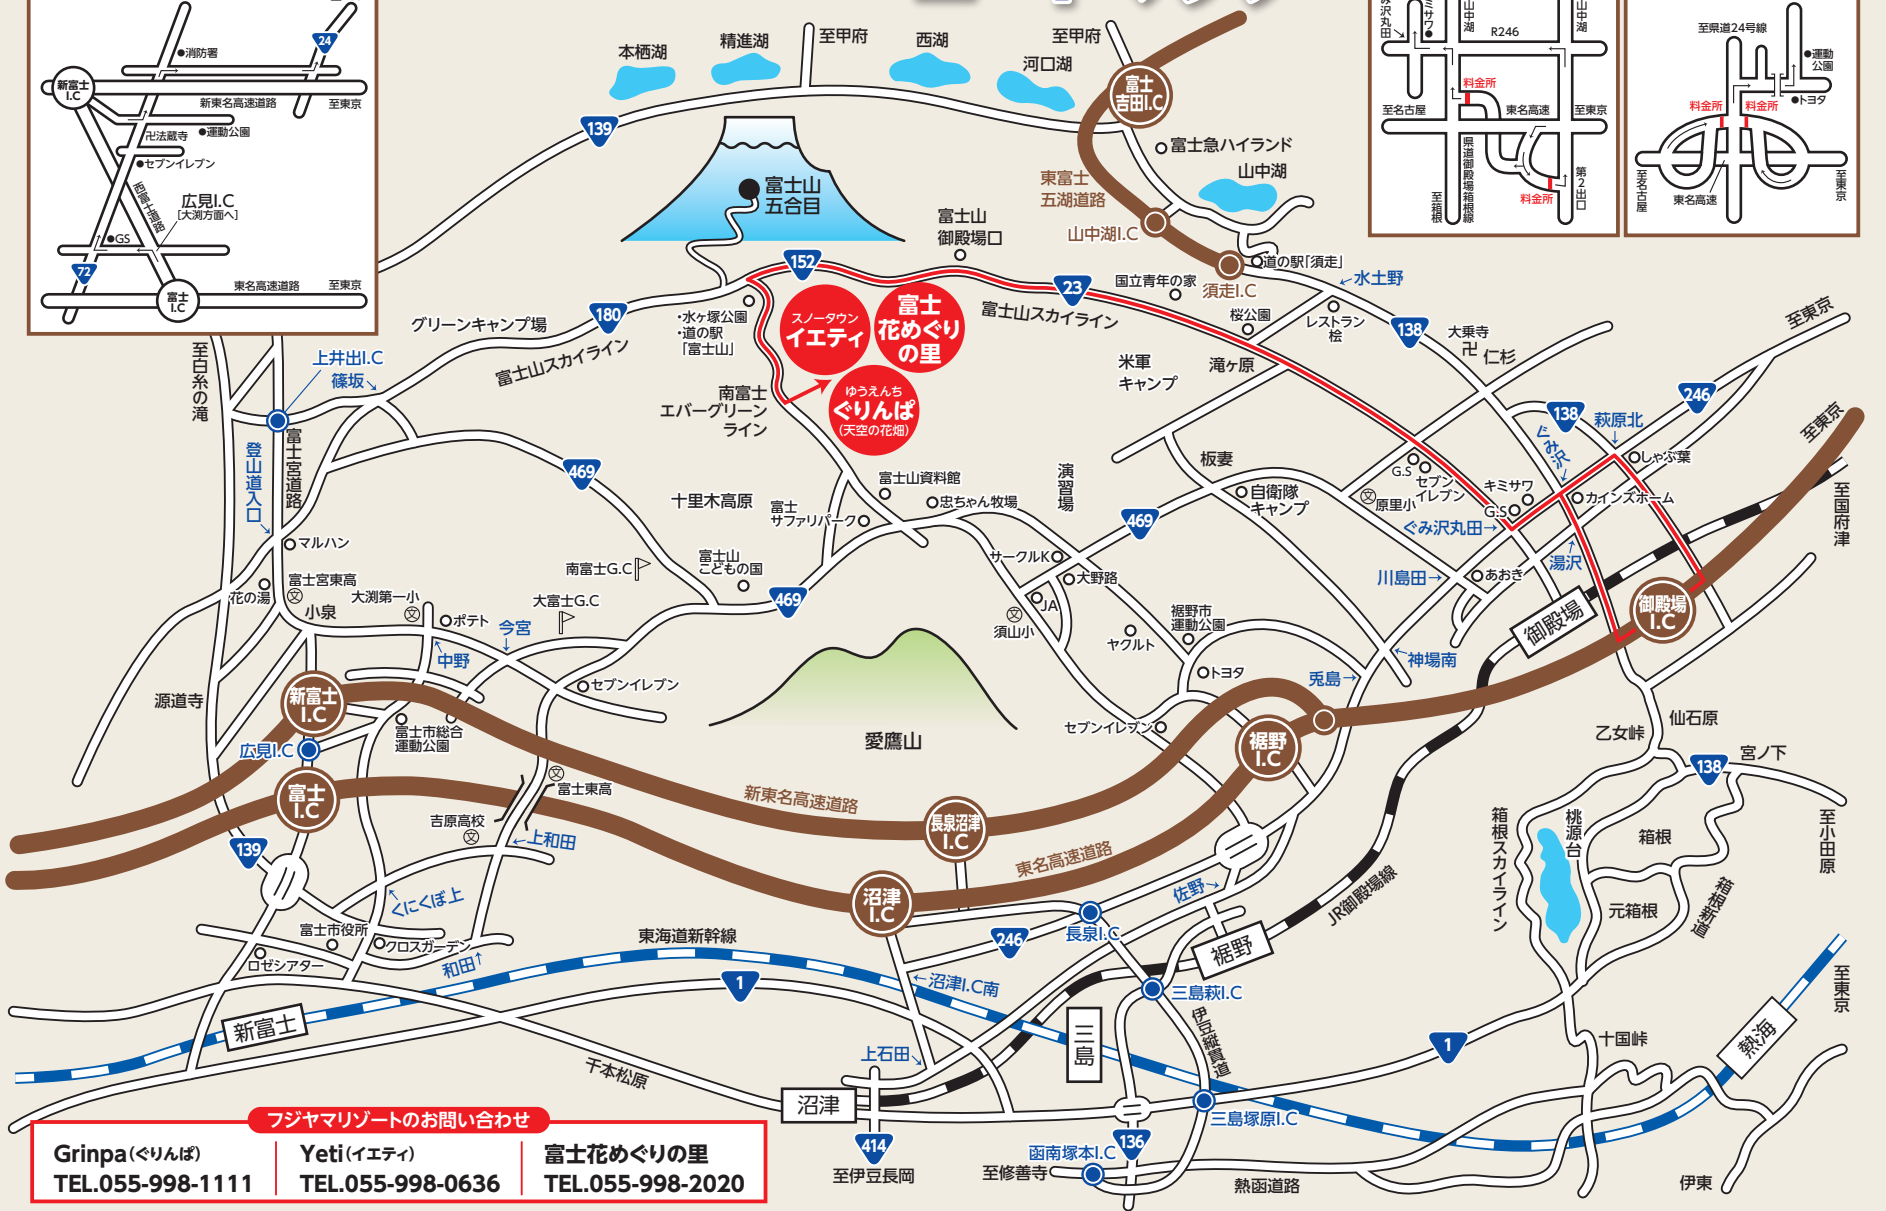 消防署
24
新富士
I.C
新東名高速道路
至東京
卍法蔵寺
運動公園
セブンイレブン
西富士道路
広見I.C
[大渕方面へ]
GS
72
東名高速道路
至東京
富士
I.C
本栖湖
精進湖
至甲府
西湖
河口湖
至甲府
富士
吉田I.C
139
富士急ハイランド
山中湖
東富士
五湖道路
山中湖I.C
須走I.C
道の駅「須走」
富士山
五合目
富士山
御殿場口
R246
料金所
至名古屋
東名高速
至東京
県道御殿場箱根線
至箱根
料金所
第2出口
山中湖
山中湖
至県道24号線
運動
公園
トヨタ
料金所
料金所
至名古屋
東名高速
至東京
152
23
180
グリーンキャンプ場
富士山スカイライン
・水ヶ塚公園
・道の駅
「富士山」
スノータウン
イエティ
富士
花めぐり
の里
ゆうえんち
ぐりんぱ
(天空の花畑)
南富士
エバーグリーン
ライン
富士山スカイライン
国立青年の家
桜公園
レストラン
桧
←水土野
138
大乗寺
卍
仁杉
至東京
米軍
キャンプ
滝ヶ原
246
138
萩原北
↓
ぐみ沢
しゃぶ葉
至東京
至白糸の滝
上井出I.C
篠坂
登山道入口
富士宮道路
469
十里木高原
富士
サファリパーク
富士山資料館
忠ちゃん牧場
演習場
板妻
自衛隊
キャンプ
G.S
セブン
イレブン
キミサワ
G.S
原里小
カインズホーム
ぐみ沢丸田→
469
湯沢
至国府津
マルハン
花の湯
富士宮東高
小泉
大渕第一小
ポテト
中野
今宮
南富士G.C
大富士G.C
富士山
こどもの国
469
サークルK
大野路
JA
須山小
ヤクルト
裾野市
運動公園
トヨタ
川島田→
あおき
御殿場
御殿場
I.C
←神場南
兎島→
源道寺
新富士
I.C
広見I.C
富士
I.C
富士市総合
運動公園
セブンイレブン
富士東高
吉原高校
←上和田
愛鷹山
新東名高速道路
長泉沼津
I.C
東名高速道路
沼津
I.C
セブンイレブン
裾野
I.C
仙石原
乙女峠
138
宮ノ下
至小田原
箱根スカイライン
桃源台
箱根
元箱根
箱根新道
139
くにくぼ上
富士市役所
クロスガーデン
ロゼシアター
和田↑
東海道新幹線
新富士
1
246
長泉I.C
佐野→
裾野
JR御殿場線
←沼津I.C南
三島萩I.C
三島
伊豆縦貫道
上石田
千本松原
沼津
414
至伊豆長岡
至修善寺
136
函南塚本I.C
三島塚原I.C
熱函道路
1
十国峠
熱海
至東京
伊東
フジヤマリゾートのお問い合わせ
Grinpa(ぐりんぱ)
TEL.055-998-1111
Yeti(イエティ)
TEL.055-998-0636
富士花めぐりの里
TEL.055-998-2020